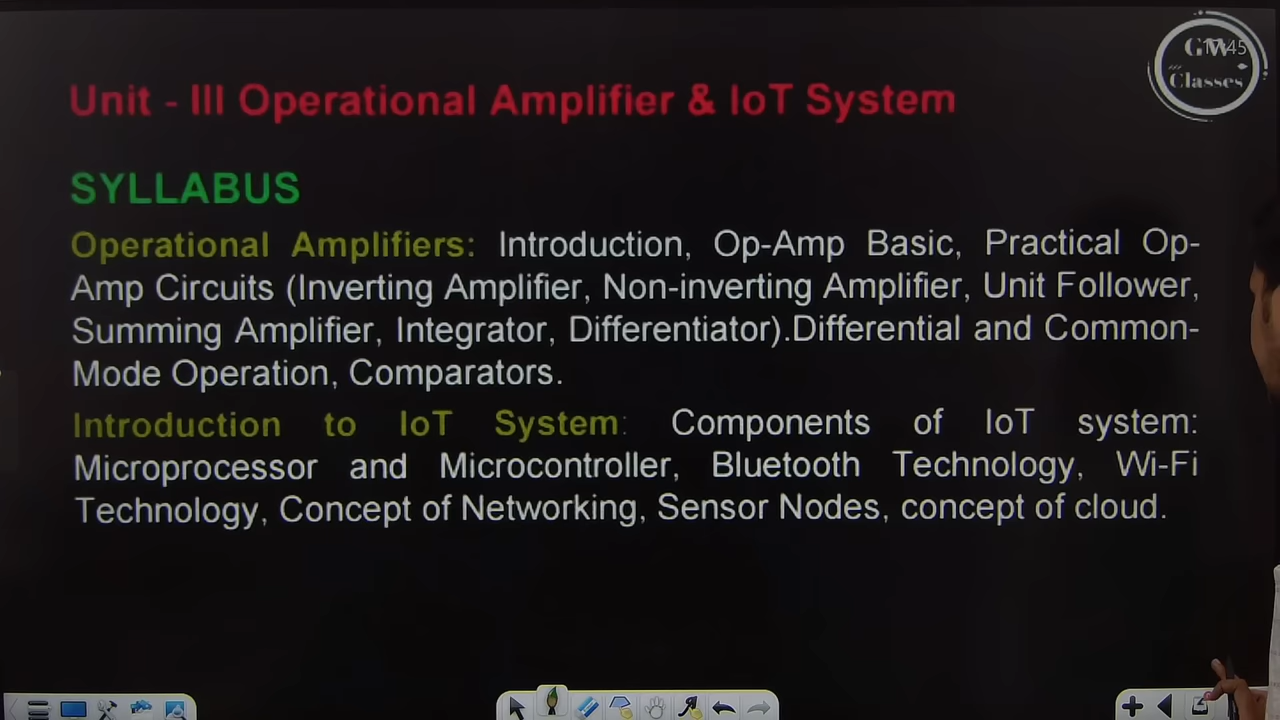 GW
17:45
Classes
Unit - III Operational Amplifier & IoT System
SYLLABUS
Operational Amplifiers: Introduction, Op-Amp Basic, Practical Op-
Amp Circuits (Inverting Amplifier, Non-inverting Amplifier, Unit Follower,
Summing Amplifier, Integrator, Differentiator).Differential and Common-
Mode Operation, Comparators.
Introduction to IoT System: Components of IoT system:
Microprocessor and Microcontroller, Bluetooth Technology, Wi-Fi
Technology, Concept of Networking, Sensor Nodes, concept of cloud.